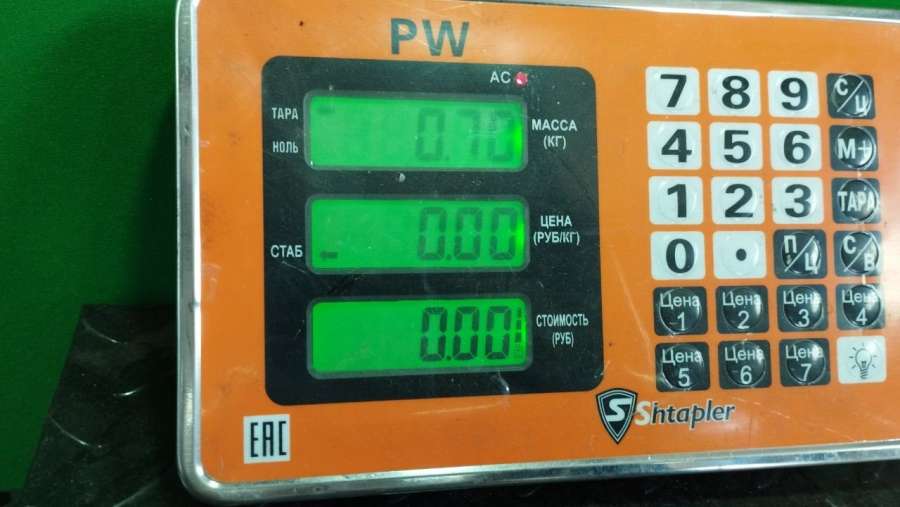 PW
AC
ТАРА
НОЛЬ
0.70
МАССА
(КГ)
СТАБ
0.00
ЦЕНА
(РУБ/КГ)
0.00
СТОИМОСТЬ
(РУБ)
7 8 9 С/Ц
4 5 6 М+
1 2 3 ТАРА
0 • П/Ц С/В
Цена 1 Цена 2 Цена 3 Цена 4
Цена 5 Цена 6 Цена 7
S Shtapler
EAC